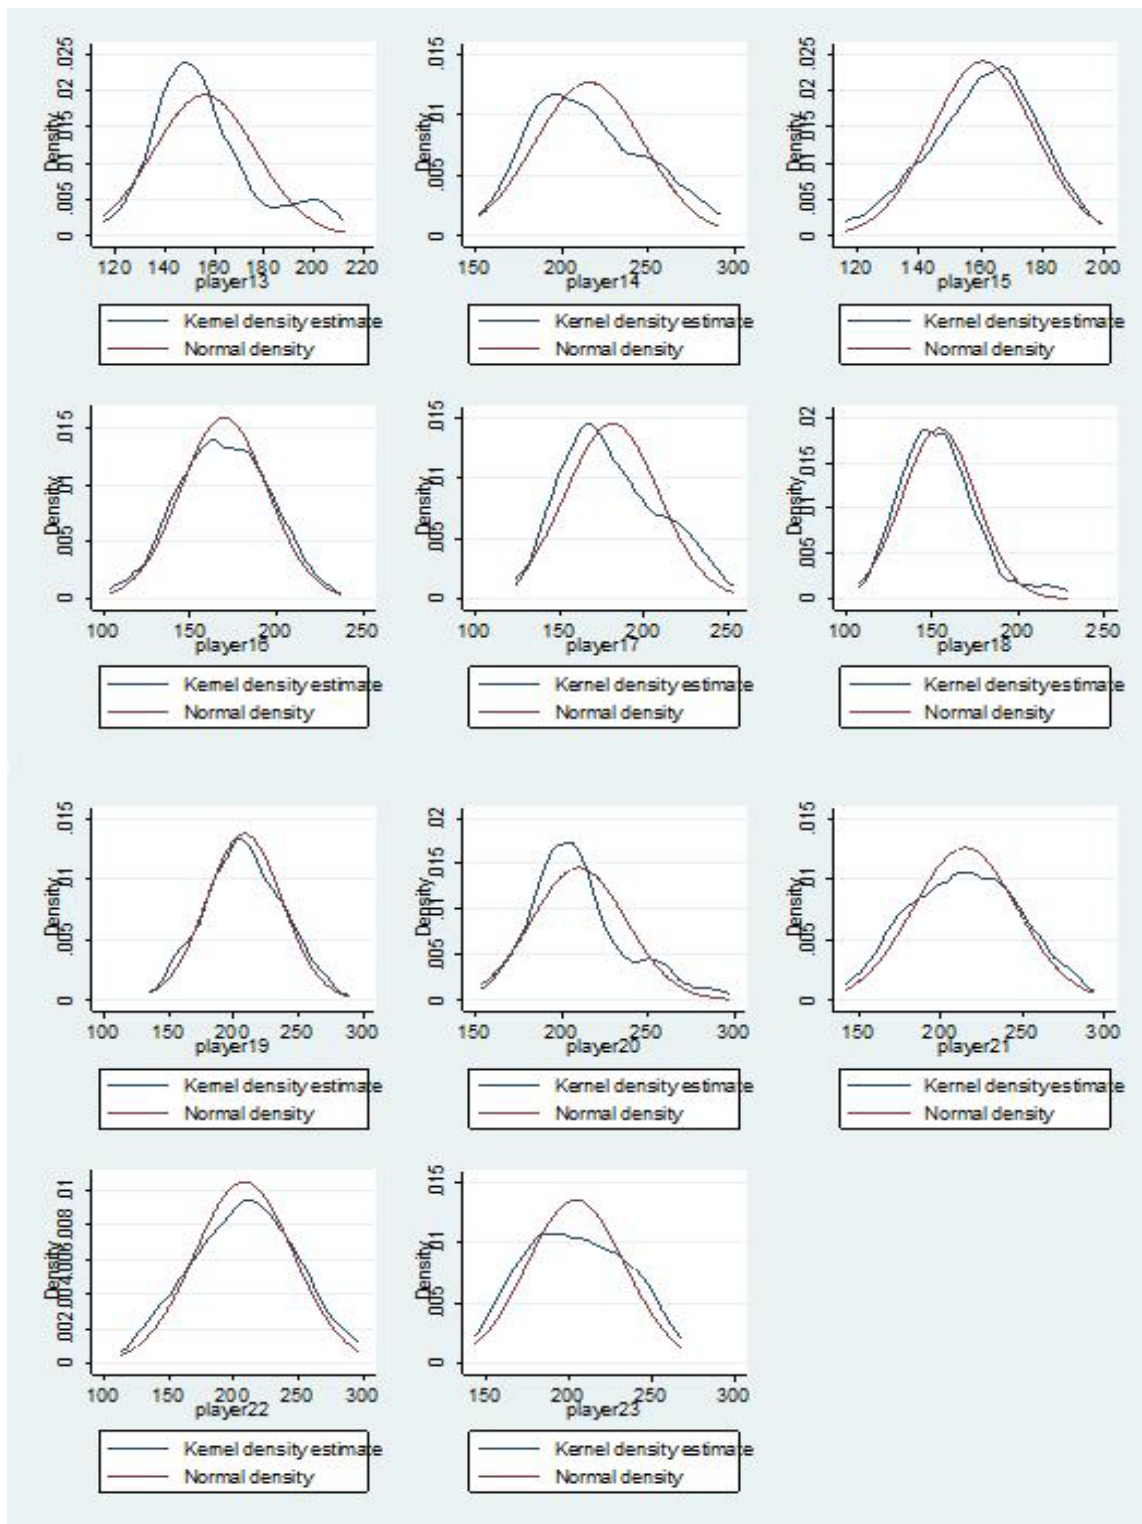 Density
0 .005 .01 .015 .02 .025
120 140 160 180 200 220
player13
Kernel density estimate
Normal density
Density
0 .005 .01 .015
150 200 250 300
player14
Kernel density estimate
Normal density
Density
0 .005 .01 .015 .02 .025
120 140 160 180 200
player15
Kernel density estimate
Normal density
Density
0 .005 .01 .015
100 150 200 250
player16
Kernel density estimate
Normal density
Density
0 .005 .01 .015
100 150 200 250
player17
Kernel density estimate
Normal density
Density
0 .005 .01 .015 .02
100 150 200 250
player18
Kernel density estimate
Normal density
Density
0 .005 .01 .015
100 150 200 250 300
player19
Kernel density estimate
Normal density
Density
0 .005 .01 .015 .02
150 200 250 300
player20
Kernel density estimate
Normal density
Density
0 .005 .01 .015
150 200 250 300
player21
Kernel density estimate
Normal density
Density
0 .002 .004 .006 .008 .01
100 150 200 250 300
player22
Kernel density estimate
Normal density
Density
0 .005 .01 .015
150 200 250 300
player23
Kernel density estimate
Normal density